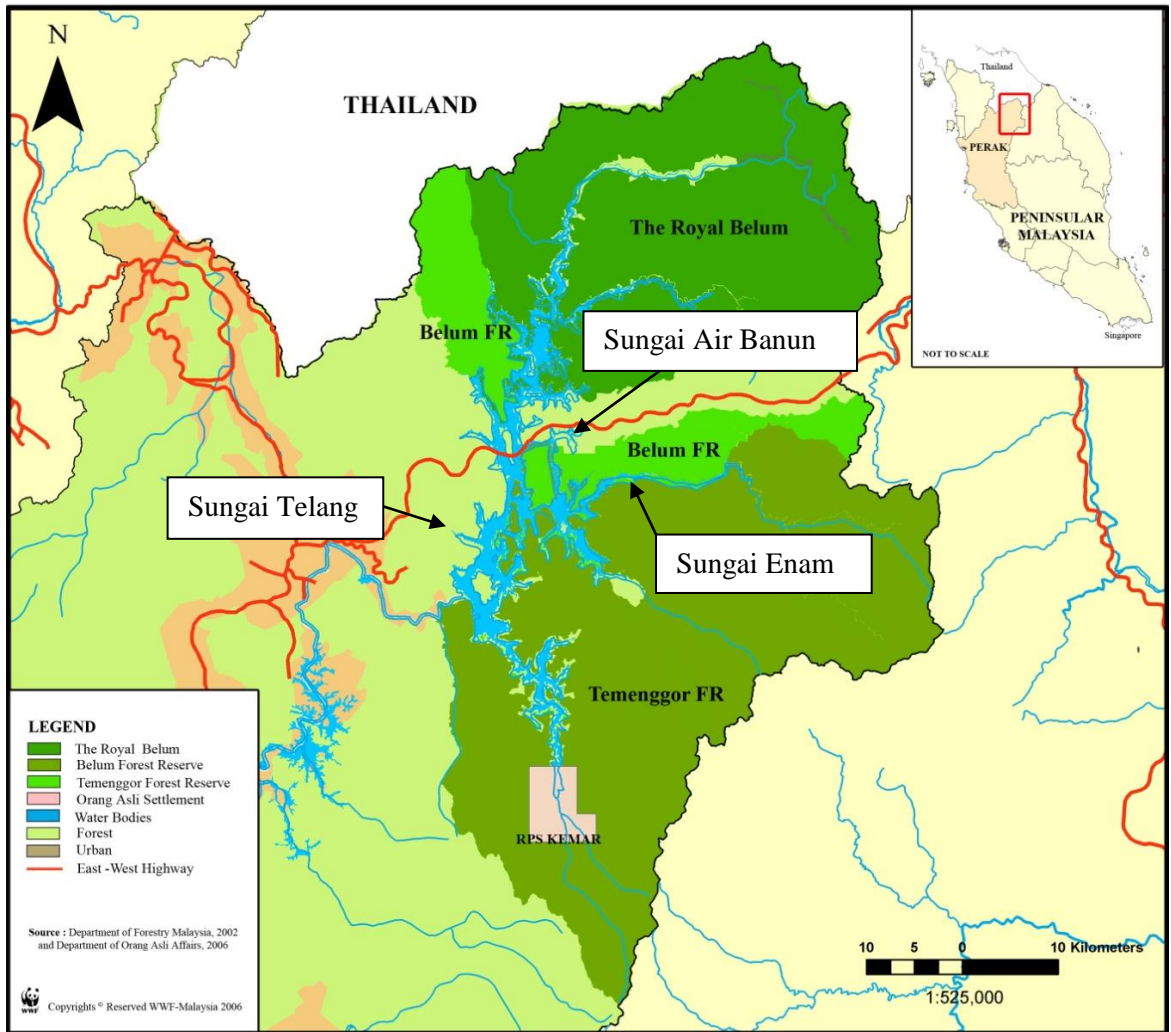 N
THAILAND
Thailand
PERAK
PENINSULAR
MALAYSIA
Singapore
NOT TO SCALE
The Royal Belum
Belum FR
Sungai Air Banun
Belum FR
Sungai Telang
Sungai Enam
Temenggor FR
RPS KEMAR
LEGEND
The Royal Belum
Belum Forest Reserve
Temenggor Forest Reserve
Orang Asli Settlement
Water Bodies
Forest
Urban
East -West Highway
Source : Department of Forestry Malaysia, 2002
and Department of Orang Asli Affairs, 2006
WWF
Copyrights © Reserved WWF-Malaysia 2006
10 5 0 10 Kilometers
1:525,000